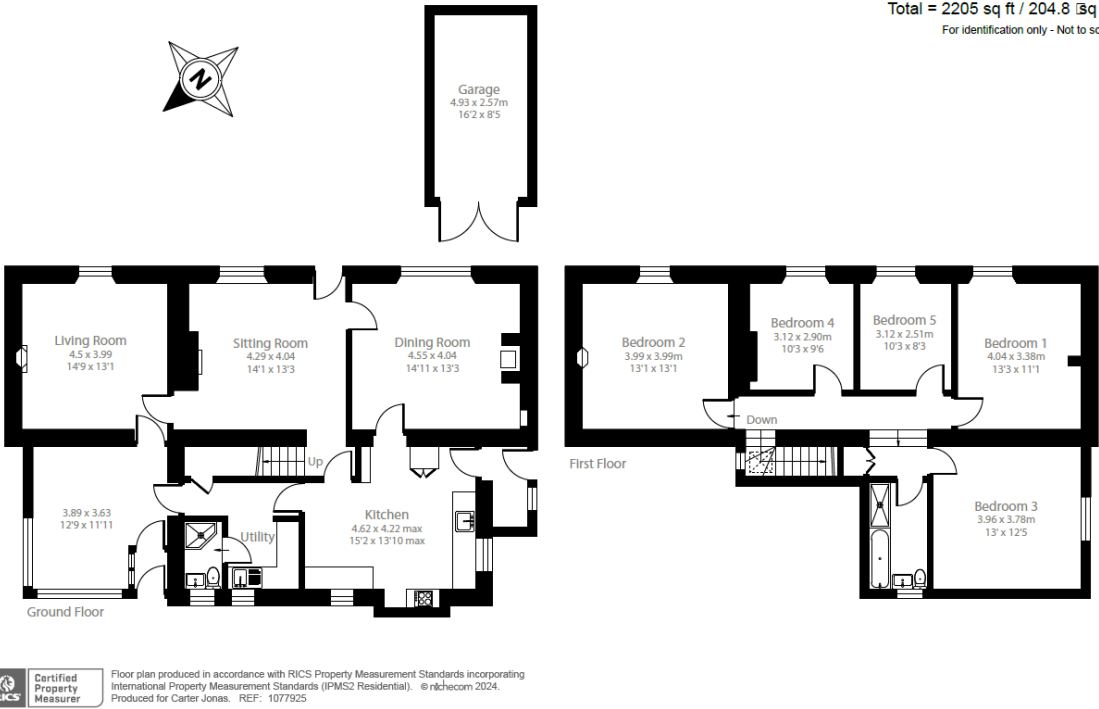 Total = 2205 sq ft / 204.8 sq
For identification only - Not to sc
N
Garage
4.93 x 2.57m
16'2 x 8'5
Living Room
4.5 x 3.99
14'9 x 13'1
Sitting Room
4.29 x 4.04
14'1 x 13'3
Dining Room
4.55 x 4.04
14'11 x 13'3
Up
3.89 x 3.63
12'9 x 11'11
Utility
Kitchen
4.62 x 4.22 max
15'2 x 13'10 max
Ground Floor
Bedroom 2
3.99 x 3.99m
13'1 x 13'1
Bedroom 4
3.12 x 2.90m
10'3 x 9'6
Bedroom 5
3.12 x 2.51m
10'3 x 8'3
Bedroom 1
4.04 x 3.38m
13'3 x 11'1
Down
First Floor
Bedroom 3
3.96 x 3.78m
13' x 12'5
RICS
Certified
Property
Measurer
Floor plan produced in accordance with RICS Property Measurement Standards incorporating
International Property Measurement Standards (IPMS2 Residential). © nichecom 2024.
Produced for Carter Jonas. REF: 1077925